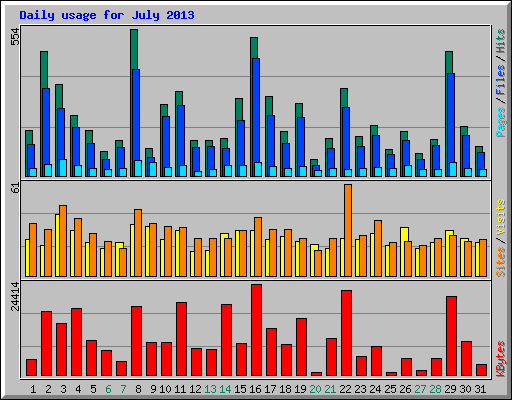 Daily usage for July 2013
554
Pages / Files / Hits
61
Sites / Visits
24414
KBytes
1 2 3 4 5 6 7 8 9 10 11 12 13 14 15 16 17 18 19 20 21 22 23 24 25 26 27 28 29 30 31